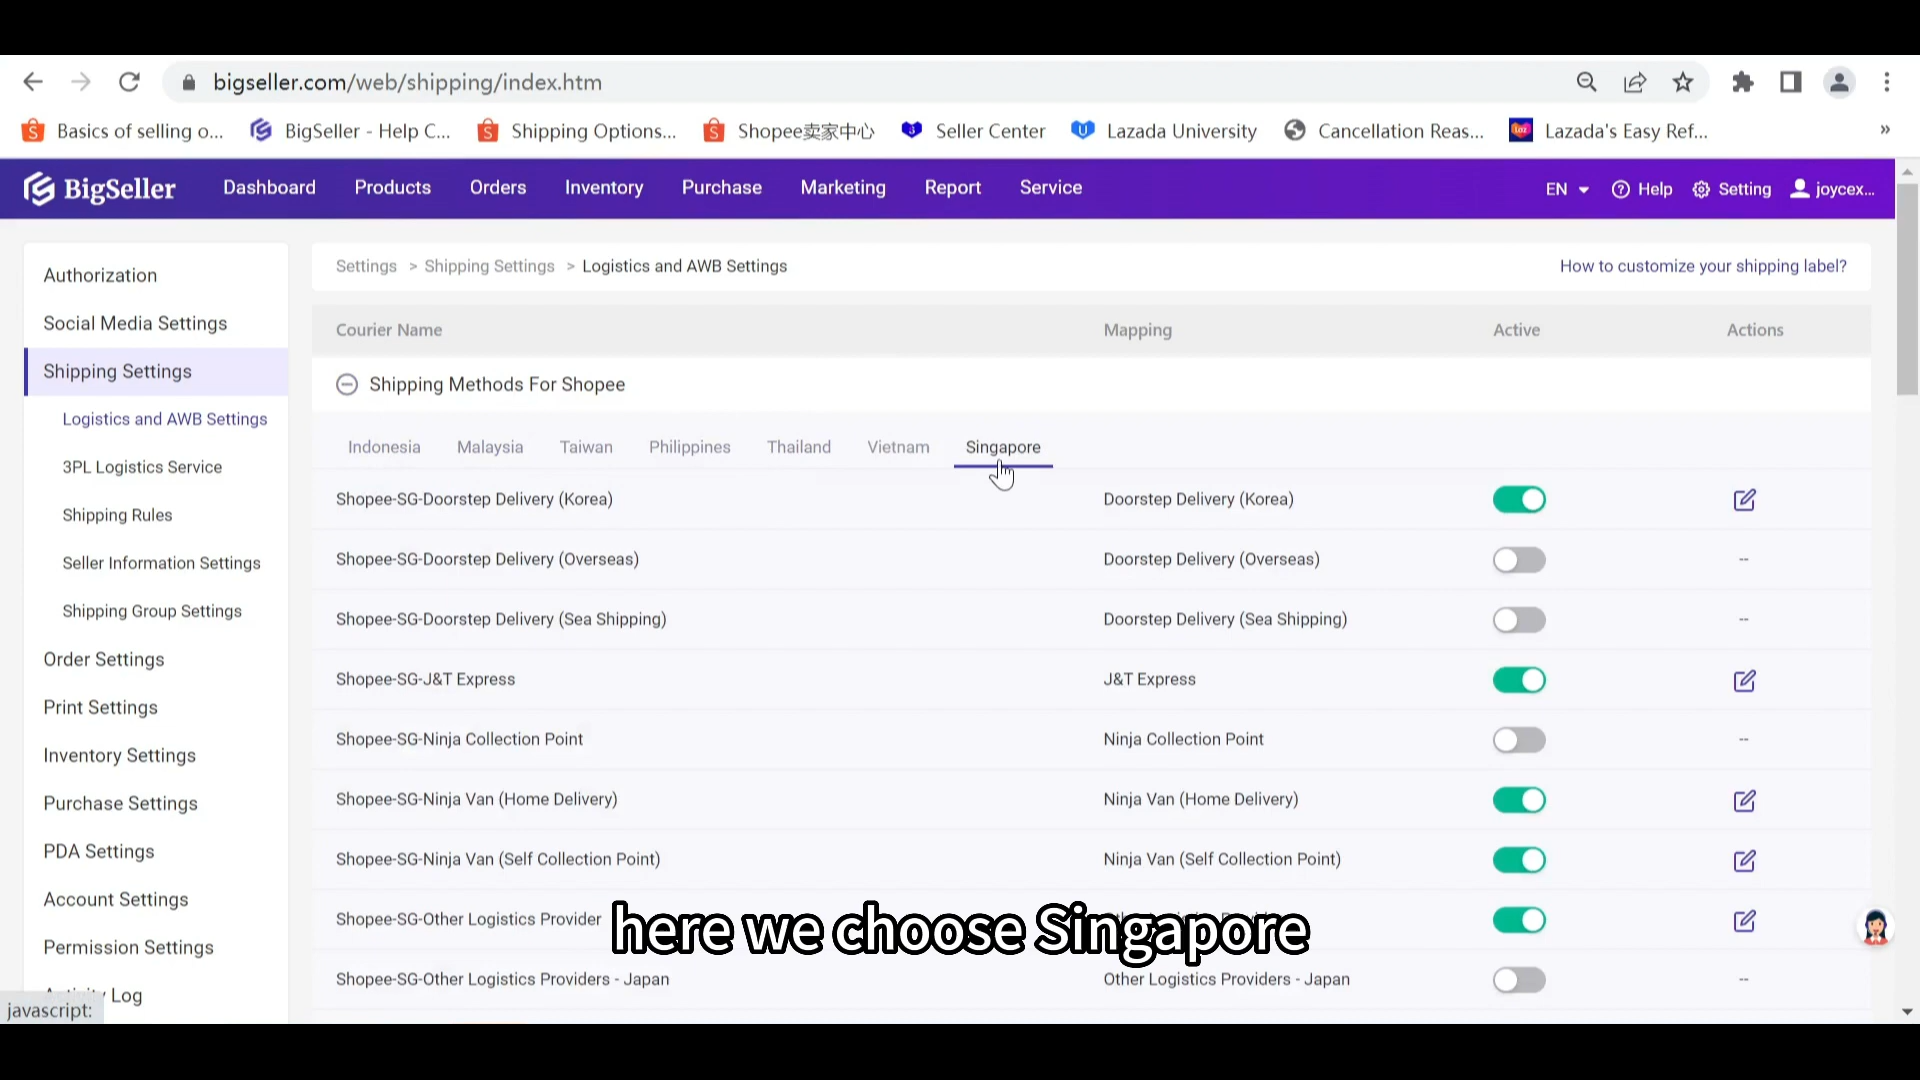 bigseller.com/web/shipping/index.htm
Basics of selling o... BigSeller - Help C... Shipping Options... Shopee卖家中心 Seller Center Lazada University Cancellation Reas... Lazada's Easy Ref... »
BigSeller Dashboard Products Orders Inventory Purchase Marketing Report Service EN Help Setting joycex...
Authorization
Social Media Settings
Shipping Settings
Logistics and AWB Settings
3PL Logistics Service
Shipping Rules
Seller Information Settings
Shipping Group Settings
Order Settings
Print Settings
Inventory Settings
Purchase Settings
PDA Settings
Account Settings
Permission Settings
Log
javascript:
Settings > Shipping Settings > Logistics and AWB Settings How to customize your shipping label?
Courier Name Mapping Active Actions
Shipping Methods For Shopee
Indonesia Malaysia Taiwan Philippines Thailand Vietnam Singapore
Shopee-SG-Doorstep Delivery (Korea) Doorstep Delivery (Korea)
Shopee-SG-Doorstep Delivery (Overseas) Doorstep Delivery (Overseas) --
Shopee-SG-Doorstep Delivery (Sea Shipping) Doorstep Delivery (Sea Shipping) --
Shopee-SG-J&T Express J&T Express
Shopee-SG-Ninja Collection Point Ninja Collection Point --
Shopee-SG-Ninja Van (Home Delivery) Ninja Van (Home Delivery)
Shopee-SG-Ninja Van (Self Collection Point) Ninja Van (Self Collection Point)
Shopee-SG-Other Logistics Provider
here we choose Singapore
Shopee-SG-Other Logistics Providers - Japan Other Logistics Providers - Japan --